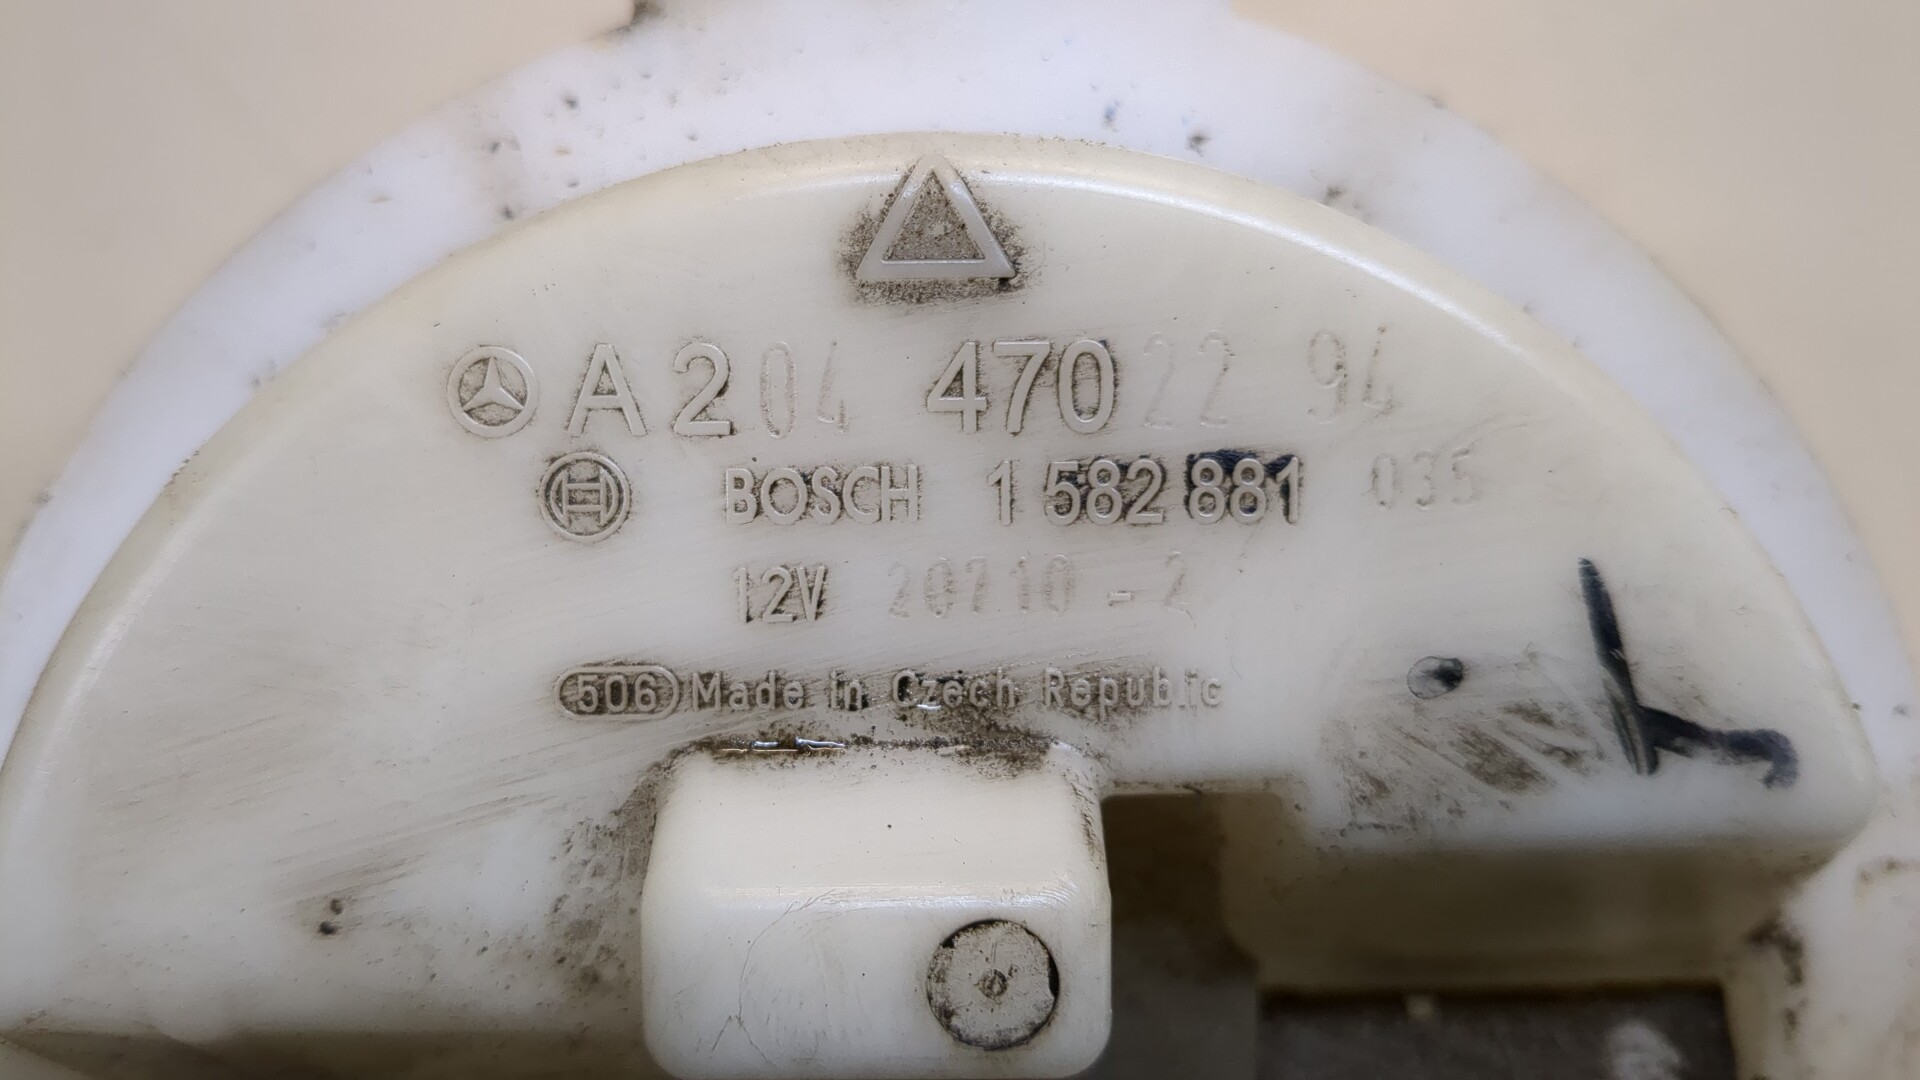 A 204 470 22 94
BOSCH 1 582 881 035
12V 20710 - 2
506 Made in Czech Republic